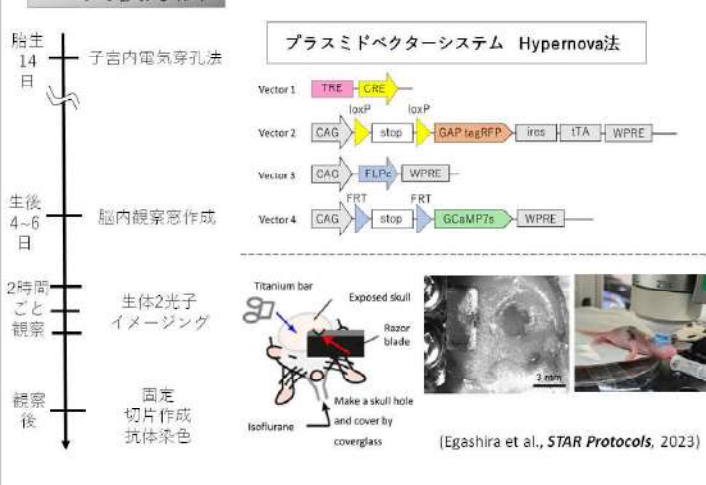 胎生
14
日
子宮内電気穿孔法
生後
4~6
日
脳内観察窓作成
2時間
ごと
観察
生体2光子
イメージング
観察
後
固定
切片作成
抗体染色
プラスミドベクターシステム Hypernova法
Vector 1 TRE CRE
loxP loxP
Vector 2 CAG stop GAP tagRFP ires tTA WPRE
Vector 3 CAG FLPe WPRE
FRT FRT
Vector 4 CAG stop GCaMP7s WPRE
Titanium bar
Exposed skull
Razor
blade
Make a skull hole
and cover by
coverglass
Isoflurane
3 mm
(Egashira et al., STAR Protocols, 2023)